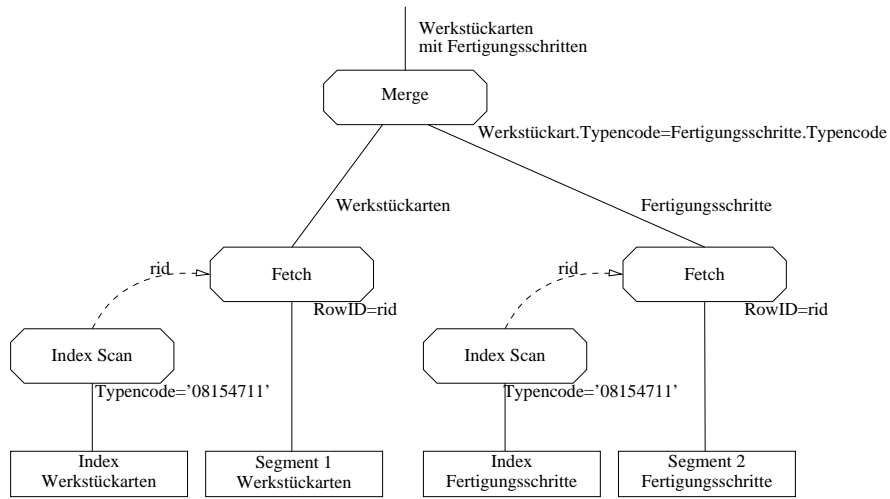 Werkstückarten
mit Fertigungsschritten
Merge
Werkstückart.Typencode=Fertigungsschritte.Typencode
Werkstückarten
Fertigungsschritte
rid
Fetch
rid
Fetch
RowID=rid
RowID=rid
Index Scan
Index Scan
Typencode=’08154711’
Typencode=’08154711’
Index
Werkstückarten
Segment 1
Werkstückarten
Index
Fertigungsschritte
Segment 2
Fertigungsschritte